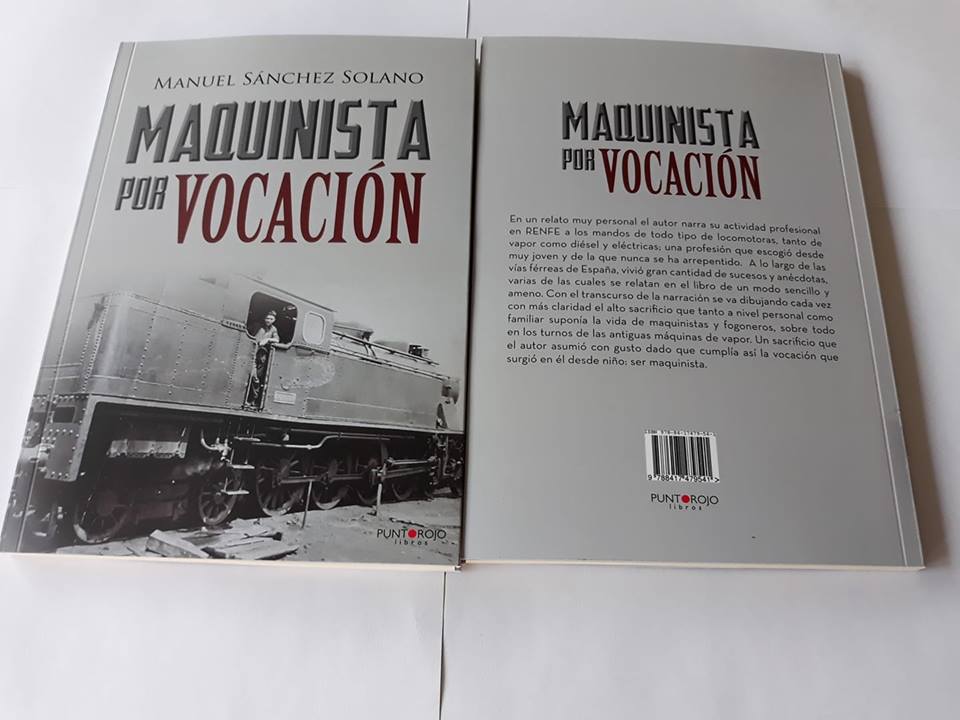 MANUEL SÁNCHEZ SOLANO
MAQUINISTA
POR VOCACIÓN
PUNTOROJO
libros
MAQUINISTA
POR VOCACIÓN
En un relato muy personal el autor narra su actividad profesional
en RENFE a los mandos de todo tipo de locomotoras, tanto de
vapor como diésel y eléctricas; una profesión que escogió desde
muy joven y de la que nunca se ha arrepentido. A lo largo de las
vías férreas de España, vivió gran cantidad de sucesos y anécdotas,
varias de las cuales se relatan en el libro de un modo sencillo y
ameno. Con el transcurso de la narración se va dibujando cada vez
con más claridad el alto sacrificio que tanto a nivel personal como
familiar suponía la vida de maquinistas y fogoneros, sobre todo
en los turnos de las antiguas máquinas de vapor. Un sacrificio que
el autor asumió con gusto dado que cumplía así la vocación que
surgió en él desde niño: ser maquinista.
9 788417 479541 >
PUNTOROJO
libros